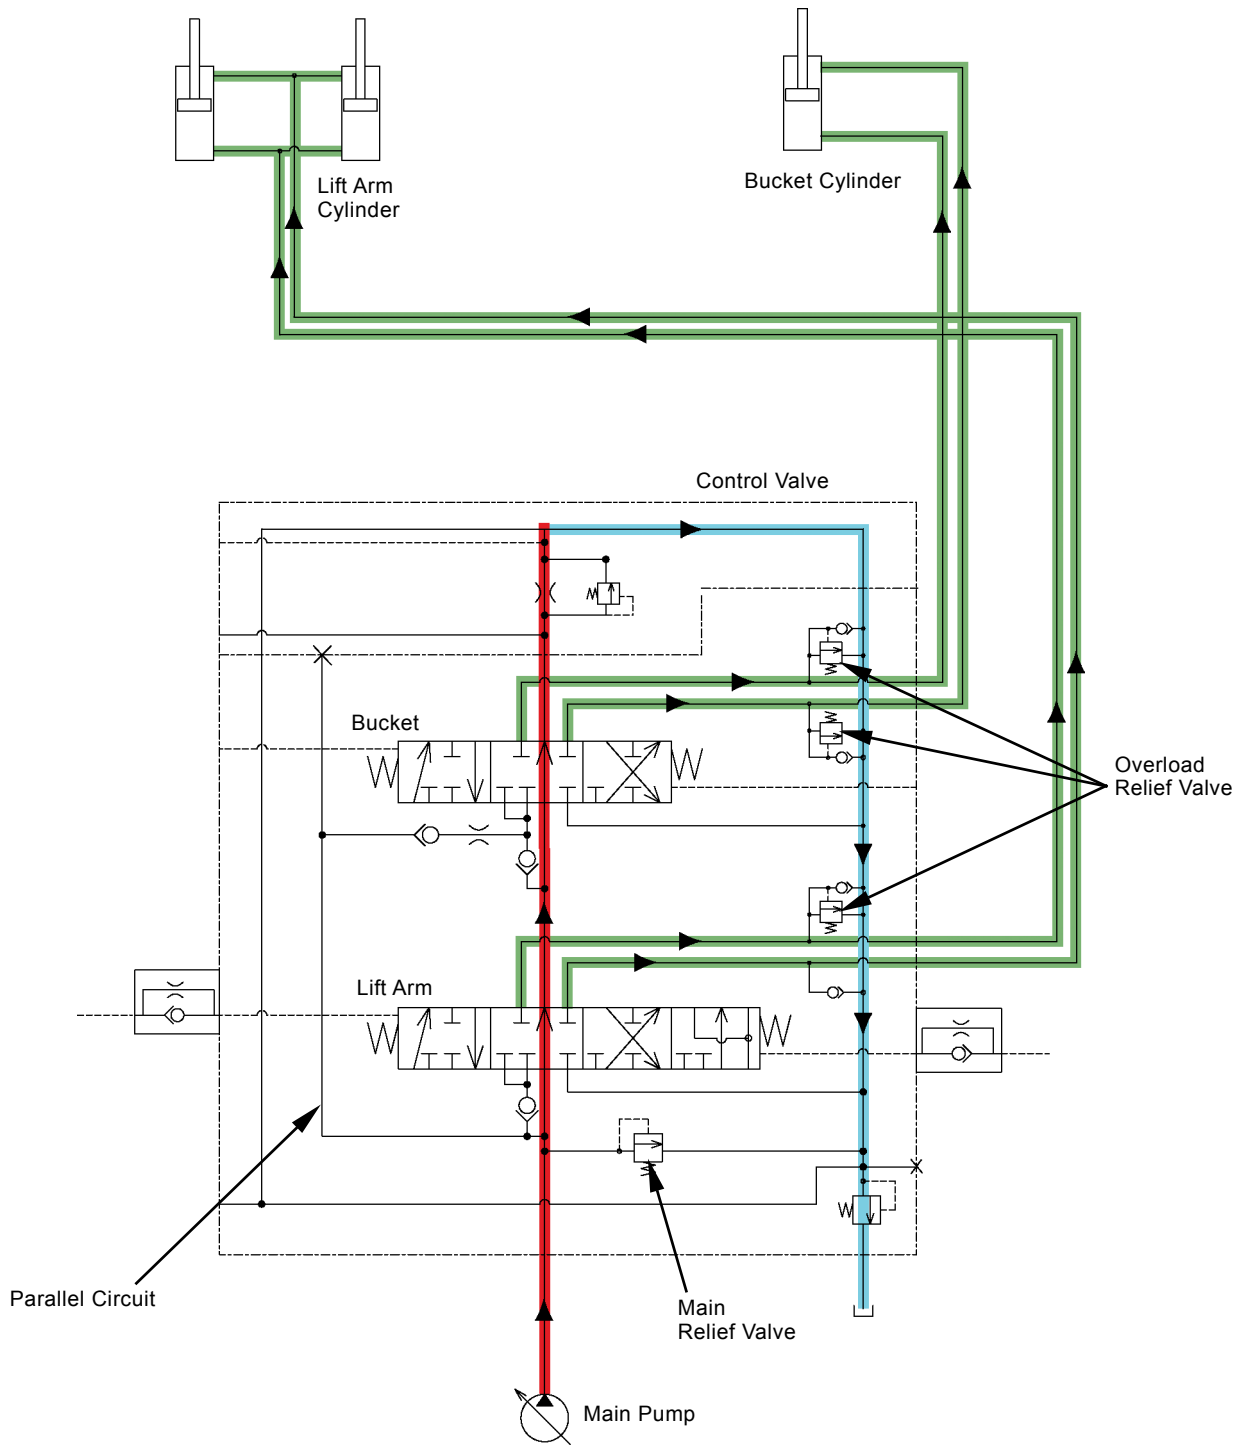 Lift Arm
Cylinder
Bucket Cylinder
Control Valve
Bucket
Overload
Relief Valve
Lift Arm
Parallel Circuit
Main
Relief Valve
Main Pump